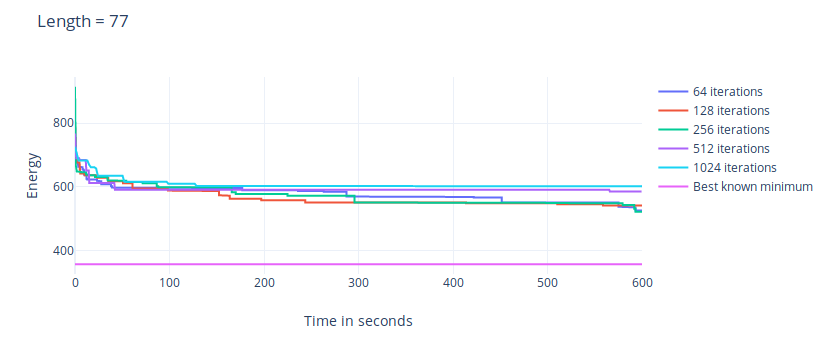 Length = 77
Energy
800
600
400
0
100
200
300
400
500
600
Time in seconds
64 iterations
128 iterations
256 iterations
512 iterations
1024 iterations
Best known minimum